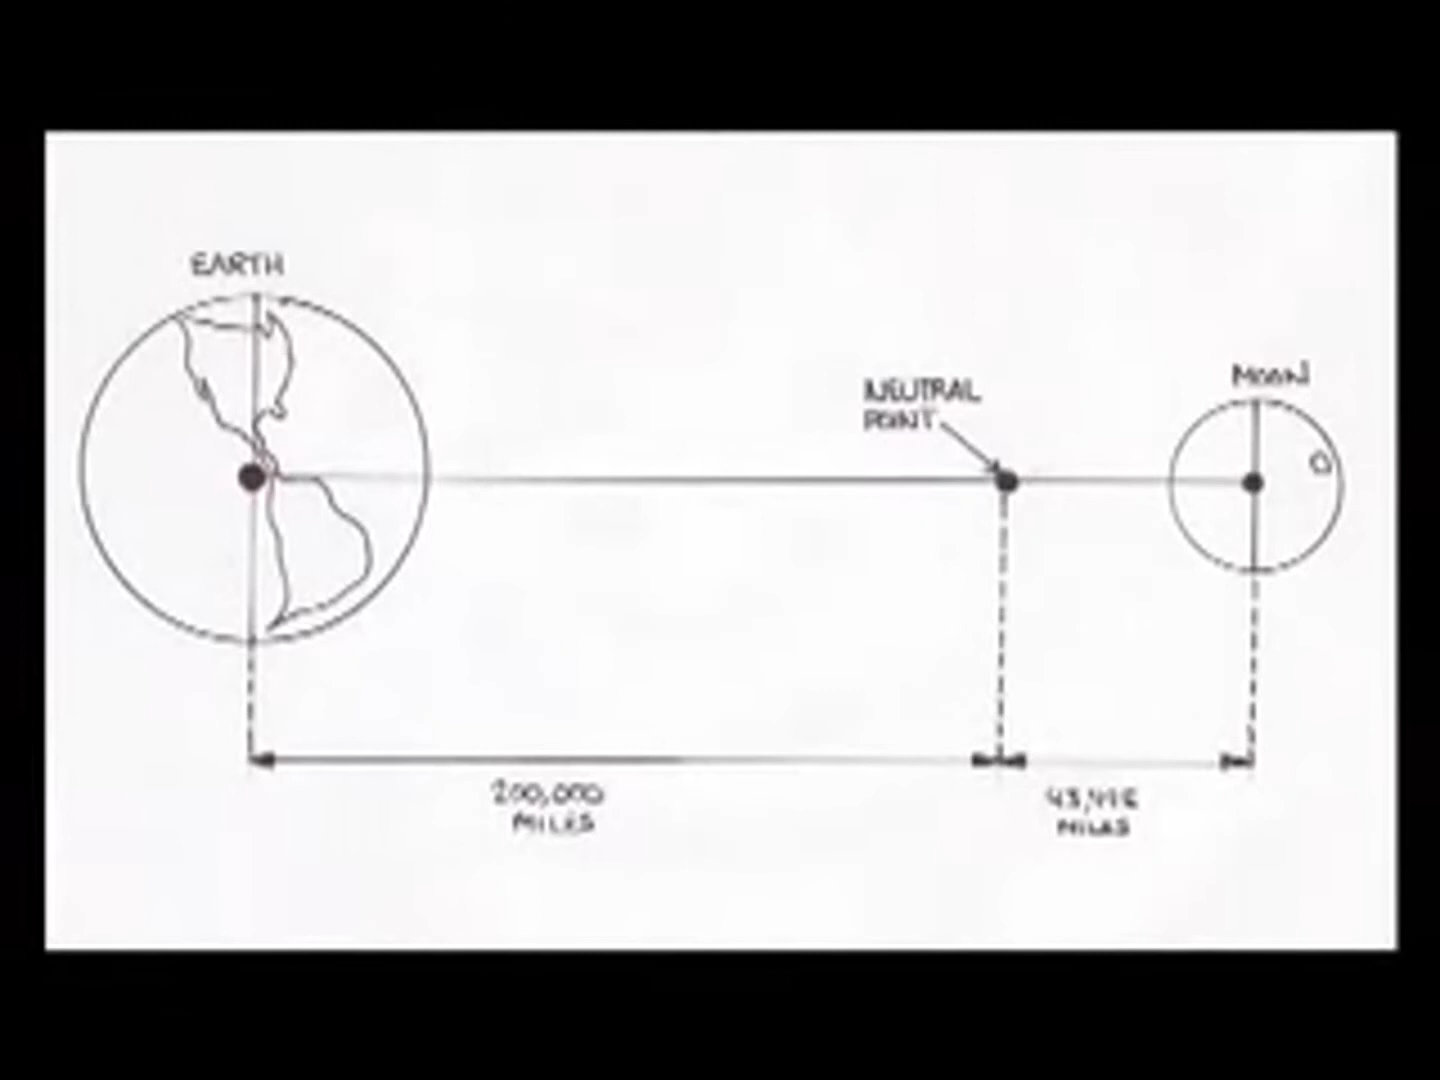 EARTH
NEUTRAL
POINT
MOON
200,000
MILES
MILES